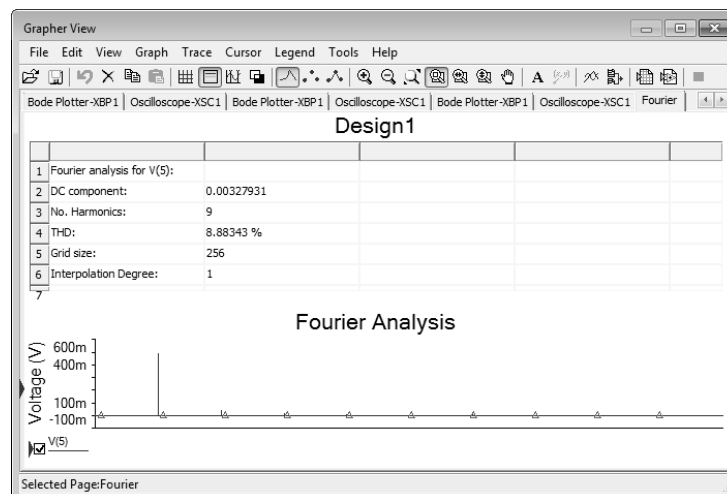 Grapher View
File Edit View Graph Trace Cursor Legend Tools Help
A
Bode Plotter-XBP1 Oscilloscope-XSC1 Bode Plotter-XBP1 Oscilloscope-XSC1 Bode Plotter-XBP1 Oscilloscope-XSC1 Fourier
Design1
1 Fourier analysis for V(5):
2 DC component: 0.00327931
3 No. Harmonics: 9
4 THD: 8.88343 %
5 Grid size: 256
6 Interpolation Degree: 1
7
Fourier Analysis
Voltage (V)
600m
400m
100m
-100m
V(5)
Selected Page:Fourier